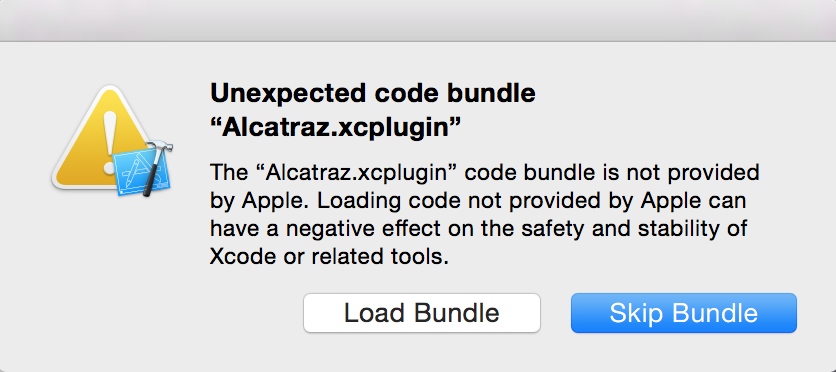 Unexpected code bundle
“Alcatraz.xcplugin”
The “Alcatraz.xcplugin” code bundle is not provided
by Apple. Loading code not provided by Apple can
have a negative effect on the safety and stability of
Xcode or related tools.
Load Bundle
Skip Bundle